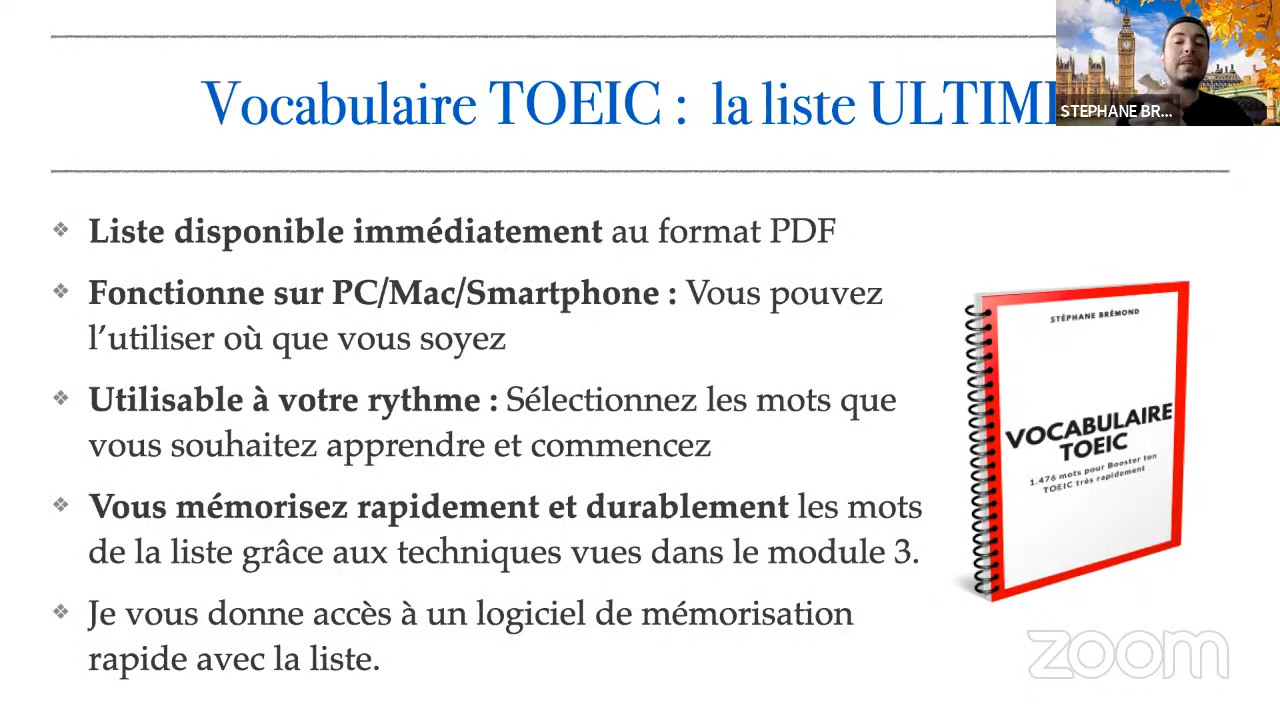 Vocabulaire TOEIC : la liste ULTIM
STEPHANE BR...
❖ Liste disponible immédiatement au format PDF
❖ Fonctionne sur PC/Mac/Smartphone : Vous pouvez
l’utiliser où que vous soyez
❖ Utilisable à votre rythme : Sélectionnez les mots que
vous souhaitez apprendre et commencez
❖ Vous mémorisez rapidement et durablement les mots
de la liste grâce aux techniques vues dans le module 3.
❖ Je vous donne accès à un logiciel de mémorisation
rapide avec la liste.
STÉPHANE BRÉMOND
VOCABULAIRE
TOEIC
1.476 mots pour Booster ton
TOEIC très rapidement
zoom